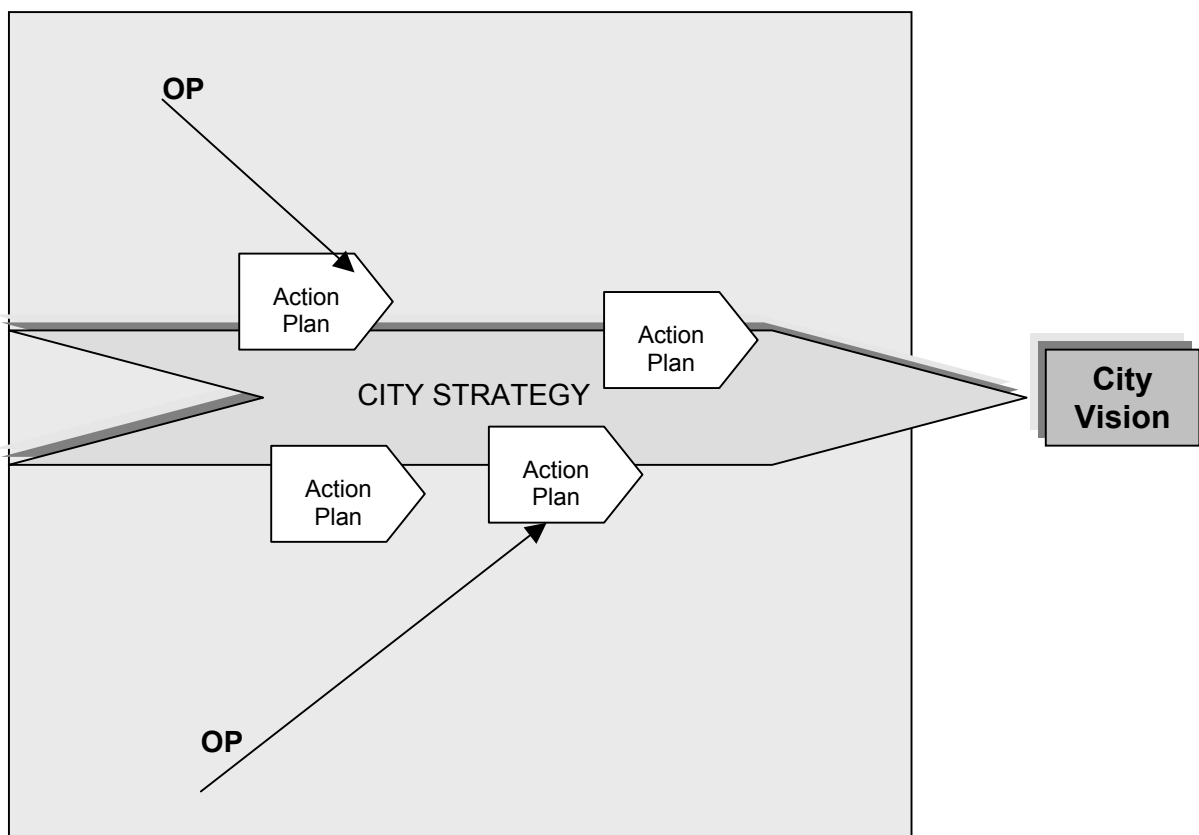 OP
Action
Plan
Action
Plan
CITY STRATEGY
City
Vision
Action
Plan
Action
Plan
OP